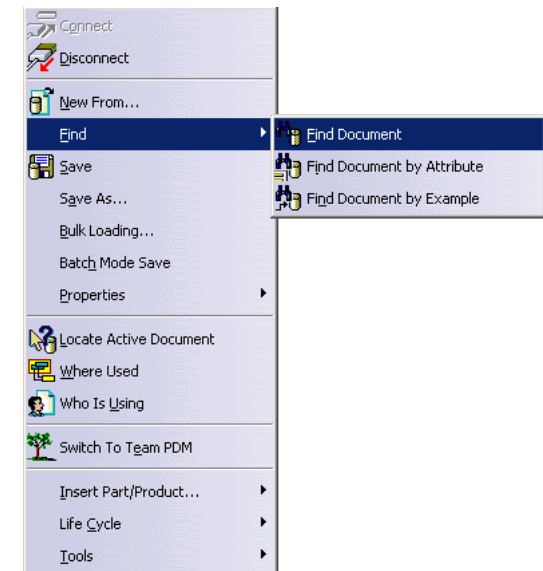 Connect
Disconnect
New From...
Find
Find Document
Save
Find Document by Attribute
Save As...
Find Document by Example
Bulk Loading...
Batch Mode Save
Properties
Locate Active Document
Where Used
Who Is Using
Switch To Team PDM
Insert Part/Product...
Life Cycle
Tools